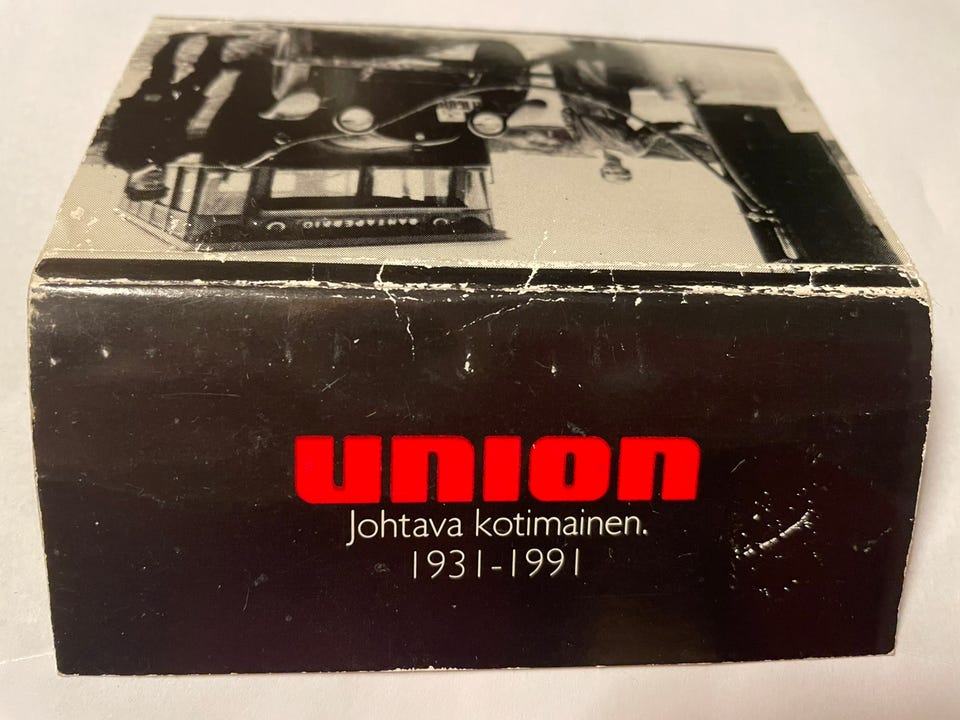 union
Johtava kotimainen.
1931-1991